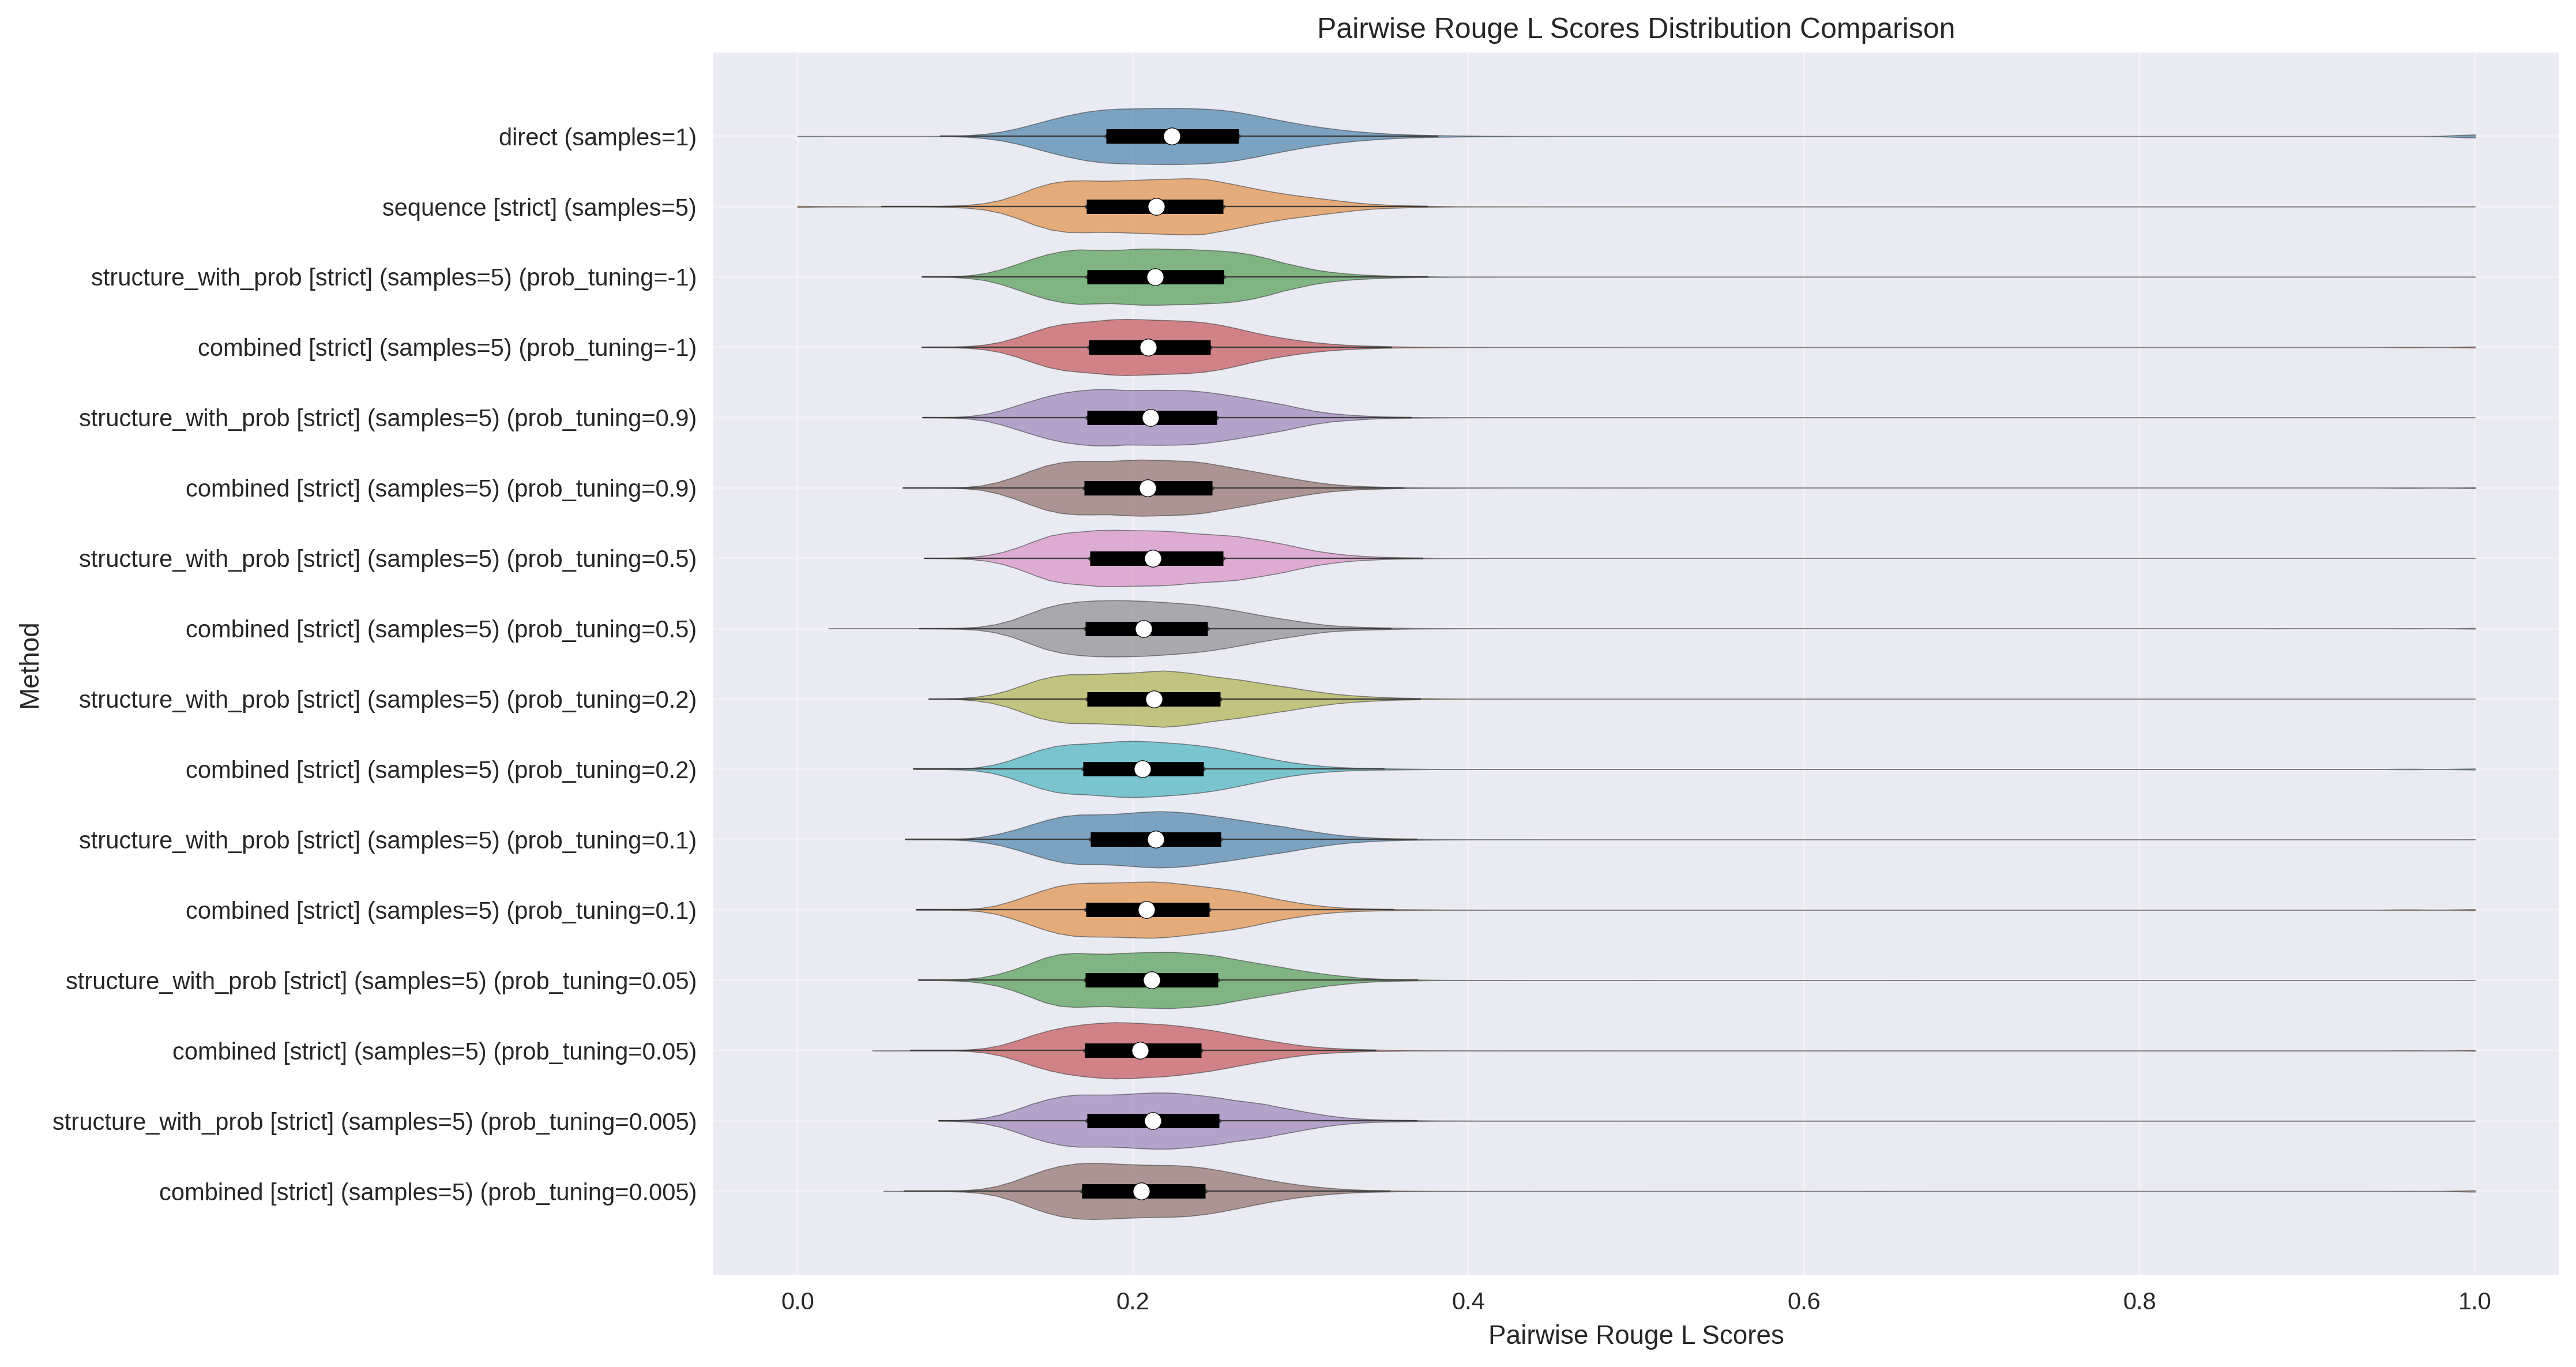 Pairwise Rouge L Scores Distribution Comparison
direct (samples=1)
sequence [strict] (samples=5)
structure_with_prob [strict] (samples=5) (prob_tuning=-1)
combined [strict] (samples=5) (prob_tuning=-1)
structure_with_prob [strict] (samples=5) (prob_tuning=0.9)
combined [strict] (samples=5) (prob_tuning=0.9)
structure_with_prob [strict] (samples=5) (prob_tuning=0.5)
combined [strict] (samples=5) (prob_tuning=0.5)
structure_with_prob [strict] (samples=5) (prob_tuning=0.2)
combined [strict] (samples=5) (prob_tuning=0.2)
structure_with_prob [strict] (samples=5) (prob_tuning=0.1)
combined [strict] (samples=5) (prob_tuning=0.1)
structure_with_prob [strict] (samples=5) (prob_tuning=0.05)
combined [strict] (samples=5) (prob_tuning=0.05)
structure_with_prob [strict] (samples=5) (prob_tuning=0.005)
combined [strict] (samples=5) (prob_tuning=0.005)
Method
0.0 0.2 0.4 0.6 0.8 1.0
Pairwise Rouge L Scores